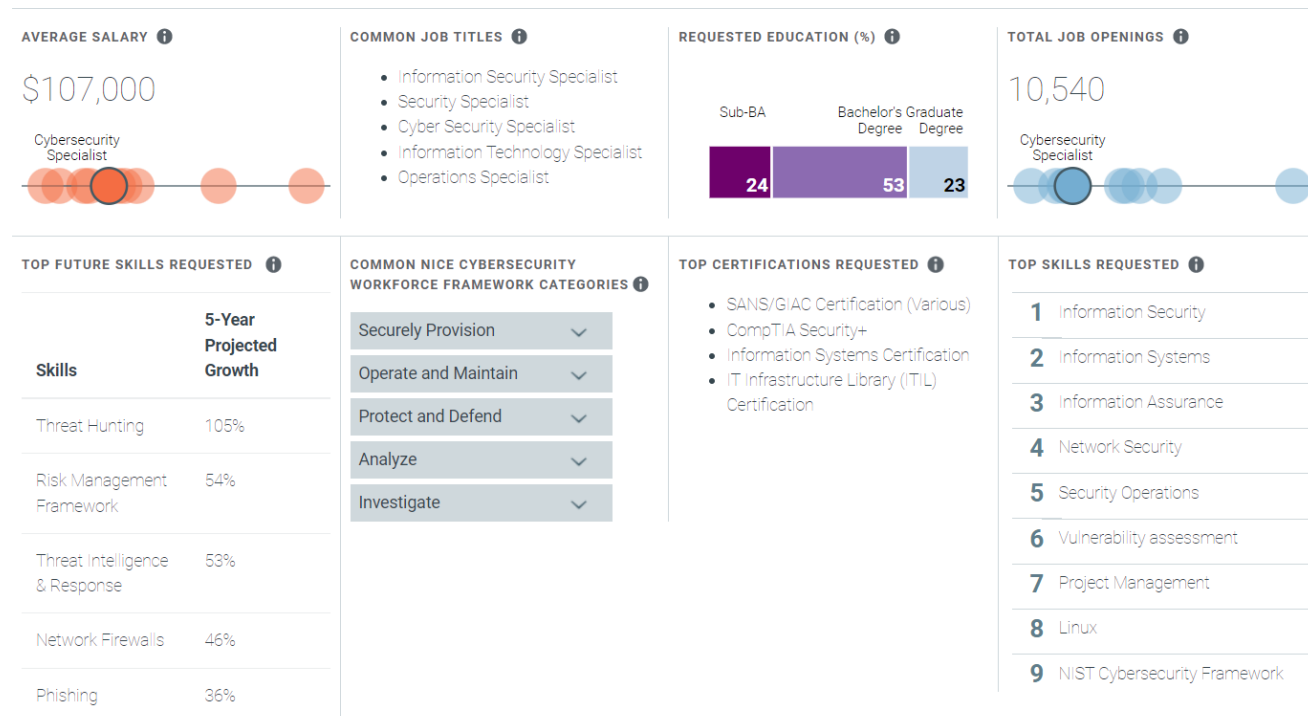 AVERAGE SALARY
$107,000
Cybersecurity
Specialist
COMMON JOB TITLES
Information Security Specialist
Security Specialist
Cyber Security Specialist
Information Technology Specialist
Operations Specialist
REQUESTED EDUCATION (%)
Sub-BA
Bachelor's Graduate
Degree Degree
24 53 23
TOTAL JOB OPENINGS
10,540
Cybersecurity
Specialist
TOP FUTURE SKILLS REQUESTED
5-Year
Projected
Skills Growth
Threat Hunting 105%
Risk Management 54%
Framework
Threat Intelligence 53%
& Response
Network Firewalls 46%
Phishing 36%
COMMON NICE CYBERSECURITY
WORKFORCE FRAMEWORK CATEGORIES
Securely Provision
Operate and Maintain
Protect and Defend
Analyze
Investigate
TOP CERTIFICATIONS REQUESTED
SANS/GIAC Certification (Various)
CompTIA Security+
Information Systems Certification
IT Infrastructure Library (ITIL)
Certification
TOP SKILLS REQUESTED
1 Information Security
2 Information Systems
3 Information Assurance
4 Network Security
5 Security Operations
6 Vulnerability assessment
7 Project Management
8 Linux
9 NIST Cybersecurity Framework